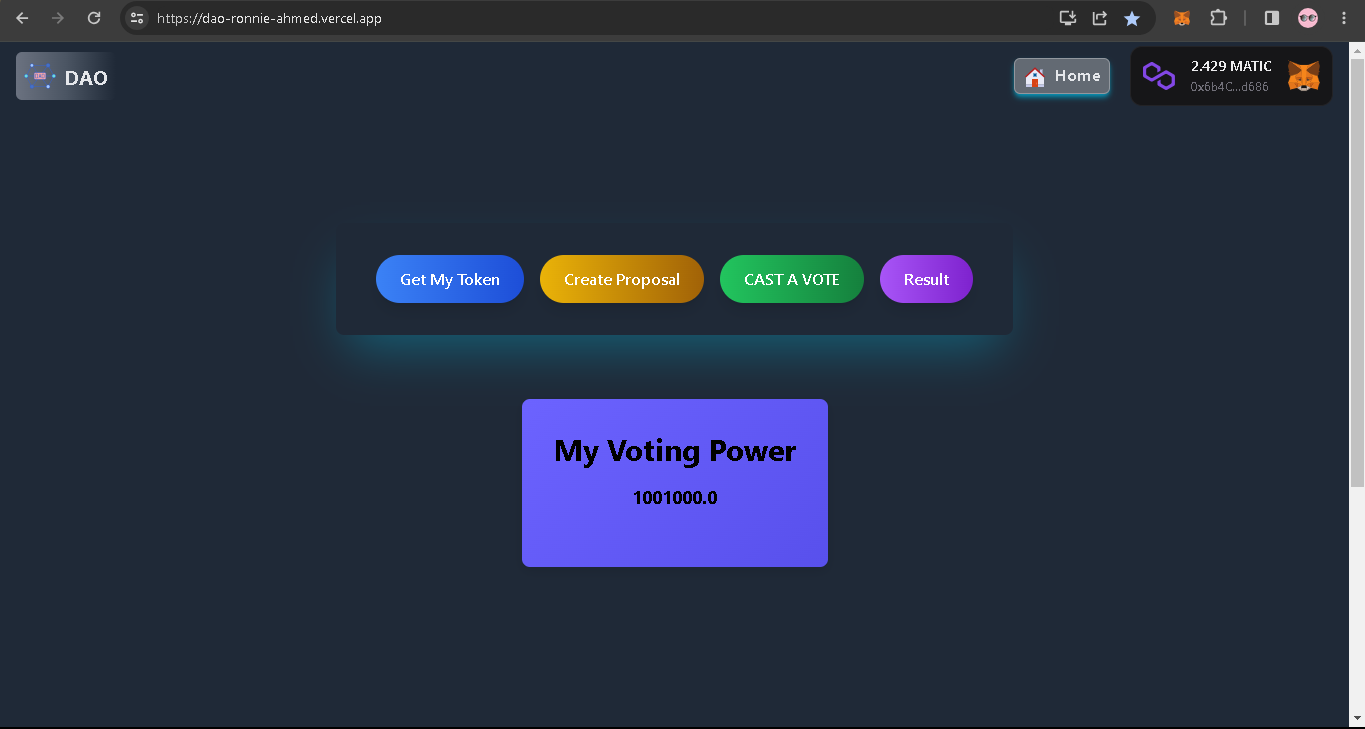 https://dao-ronnie-ahmed.vercel.app
DAO
Home
2.429 MATIC
0x6b4C...d686
Get My Token
Create Proposal
CAST A VOTE
Result
My Voting Power
1001000.0